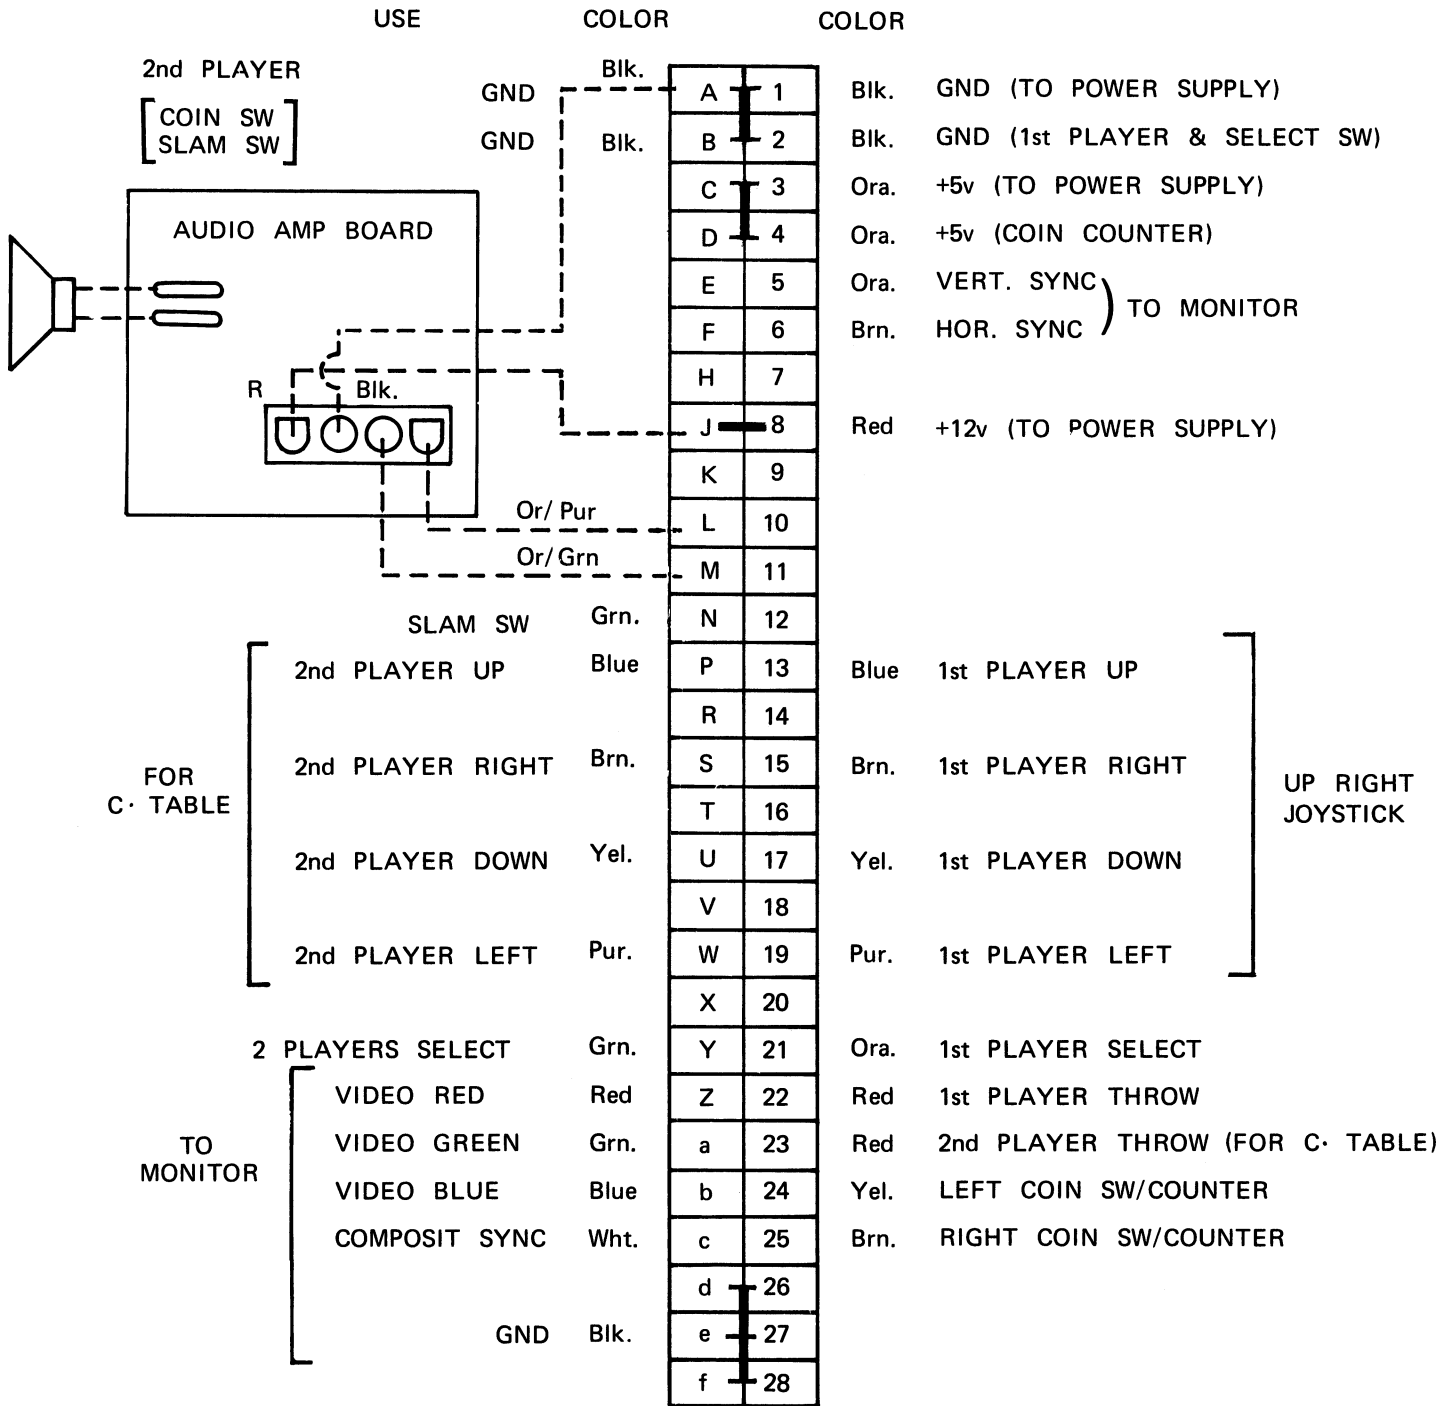 USE COLOR COLOR
2nd PLAYER
COIN SW
SLAM SW
AUDIO AMP BOARD
R
Blk.
Or/Pur
Or/Grn
GND Blk. A 1 Blk. GND (TO POWER SUPPLY)
GND Blk. B 2 Blk. GND (1st PLAYER & SELECT SW)
C 3 Ora. +5v (TO POWER SUPPLY)
D 4 Ora. +5v (COIN COUNTER)
E 5 Ora. VERT. SYNC
F 6 Brn. HOR. SYNC
TO MONITOR
H 7
J 8 Red +12v (TO POWER SUPPLY)
K 9
L 10
M 11
SLAM SW Grn. N 12
2nd PLAYER UP Blue P 13 Blue 1st PLAYER UP
R 14
2nd PLAYER RIGHT Brn. S 15 Brn. 1st PLAYER RIGHT
FOR
C· TABLE
UP RIGHT
JOYSTICK
T 16
2nd PLAYER DOWN Yel. U 17 Yel. 1st PLAYER DOWN
V 18
2nd PLAYER LEFT Pur. W 19 Pur. 1st PLAYER LEFT
X 20
2 PLAYERS SELECT Grn. Y 21 Ora. 1st PLAYER SELECT
VIDEO RED Red Z 22 Red 1st PLAYER THROW
TO
MONITOR
VIDEO GREEN Grn. a 23 Red 2nd PLAYER THROW (FOR C· TABLE)
VIDEO BLUE Blue b 24 Yel. LEFT COIN SW/COUNTER
COMPOSIT SYNC Wht. c 25 Brn. RIGHT COIN SW/COUNTER
d 26
GND Blk. e 27
f 28